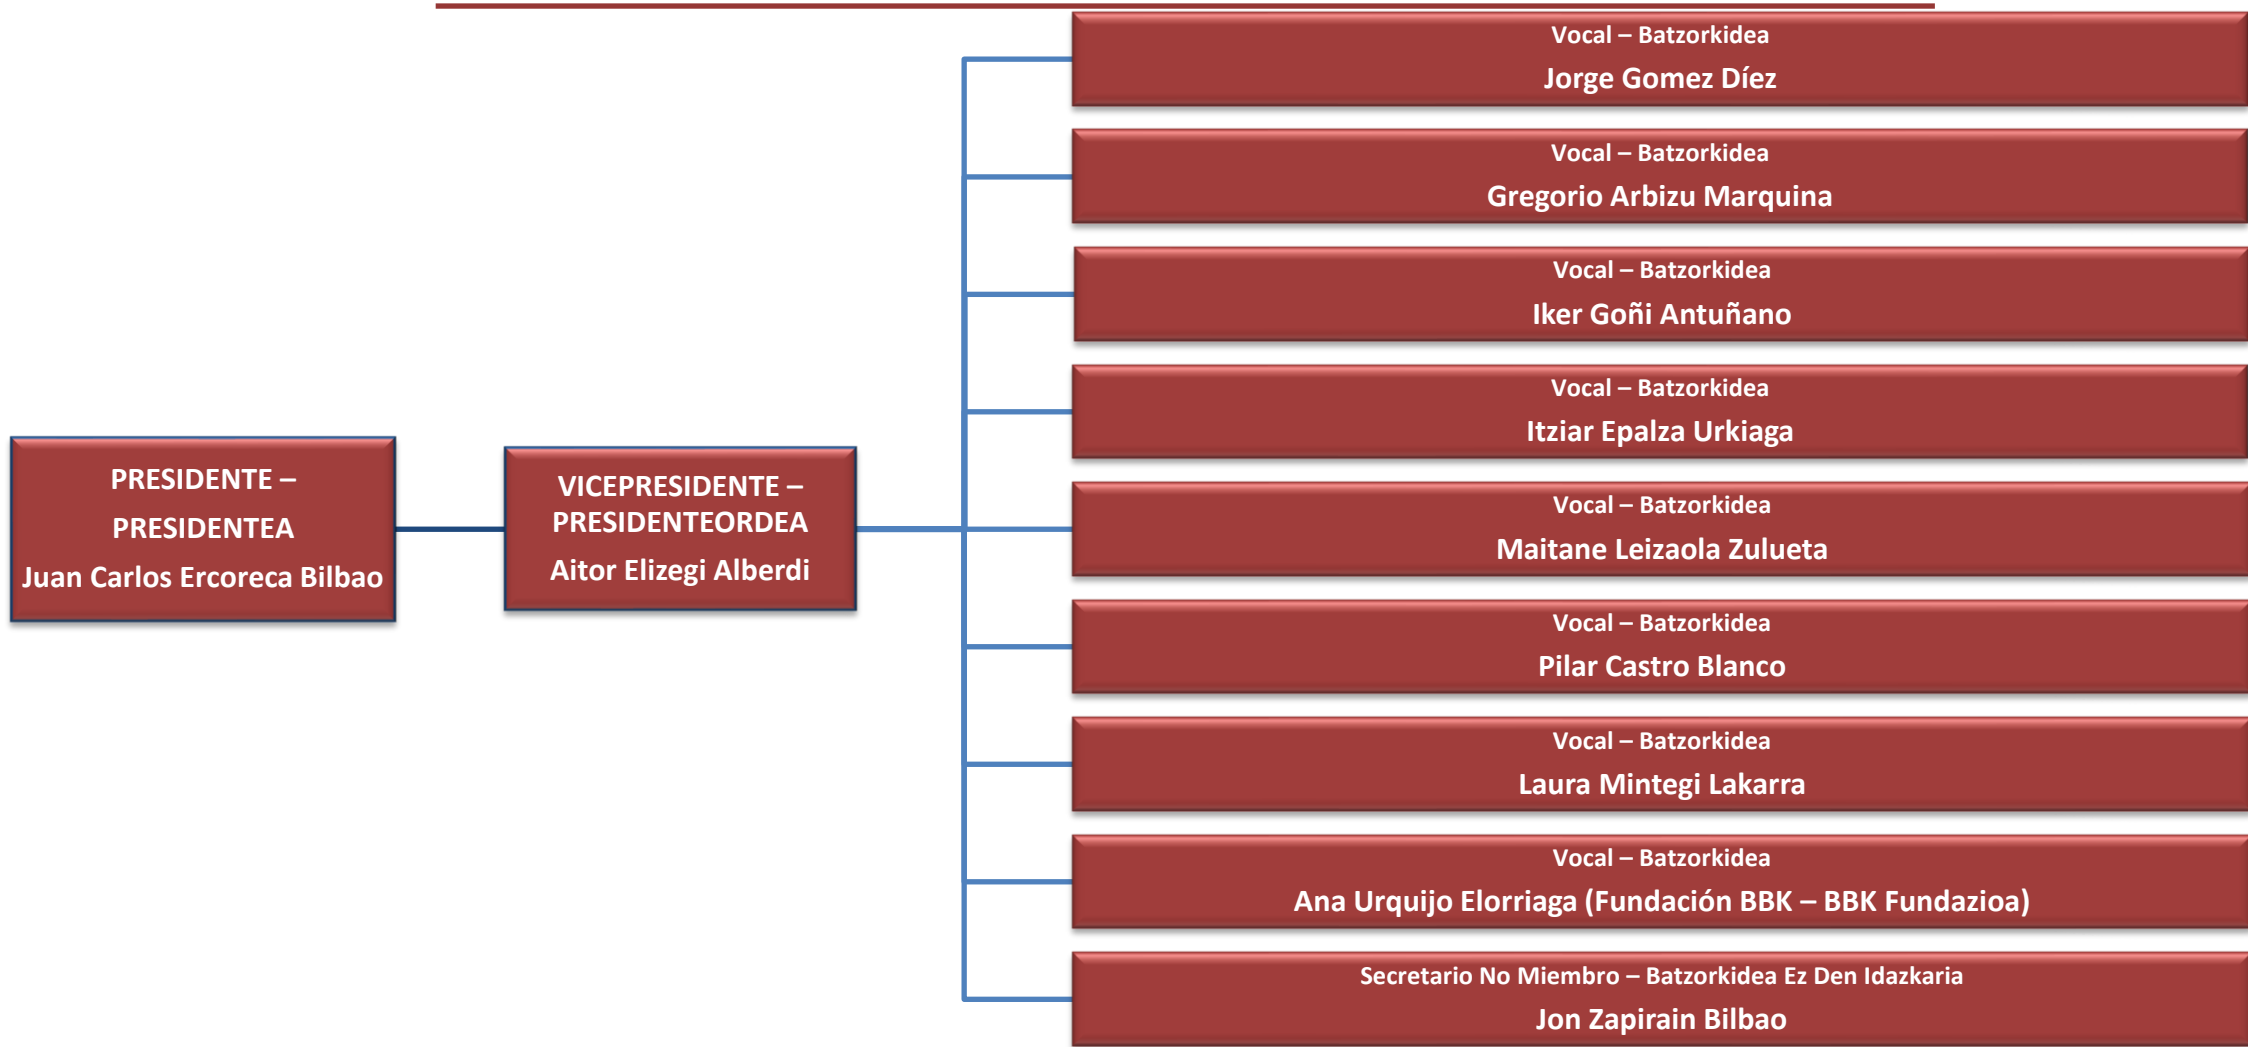 PRESIDENTE –
PRESIDENTEA
Juan Carlos Ercoreca Bilbao
VICEPRESIDENTE –
PRESIDENTEORDEA
Aitor Elizegi Alberdi
Vocal – Batzorkidea
Jorge Gomez Díez
Vocal – Batzorkidea
Gregorio Arbizu Marquina
Vocal – Batzorkidea
Iker Goñi Antuñano
Vocal – Batzorkidea
Itziar Epalza Urkiaga
Vocal – Batzorkidea
Maitane Leizaola Zulueta
Vocal – Batzorkidea
Pilar Castro Blanco
Vocal – Batzorkidea
Laura Mintegi Lakarra
Vocal – Batzorkidea
Ana Urquijo Elorriaga (Fundación BBK – BBK Fundazioa)
Secretario No Miembro – Batzorkidea Ez Den Idazkaria
Jon Zapirain Bilbao